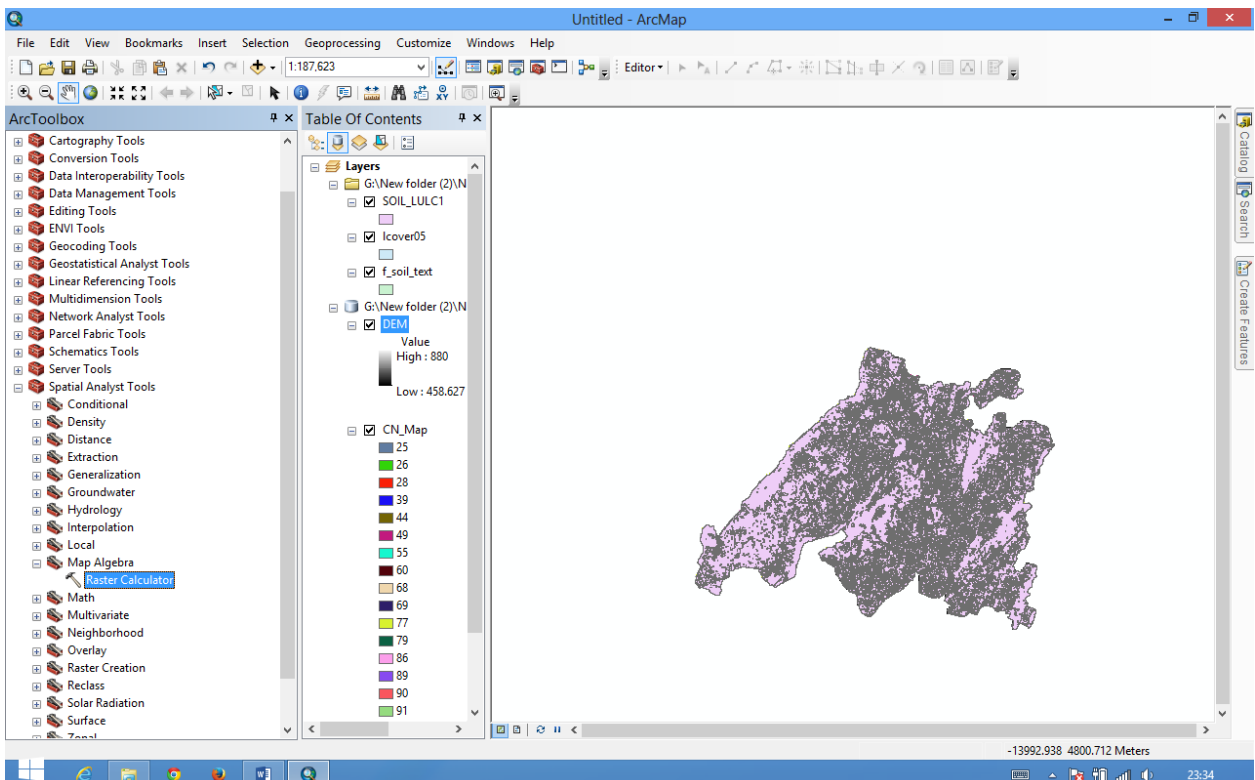 Untitled - ArcMap
File Edit View Bookmarks Insert Selection Geoprocessing Customize Windows Help
1:187,623
Editor
ArcToolbox
Cartography Tools
Conversion Tools
Data Interoperability Tools
Data Management Tools
Editing Tools
ENVI Tools
Geocoding Tools
Geostatistical Analyst Tools
Linear Referencing Tools
Multidimension Tools
Network Analyst Tools
Parcel Fabric Tools
Schematics Tools
Server Tools
Spatial Analyst Tools
Conditional
Density
Distance
Extraction
Generalization
Groundwater
Hydrology
Interpolation
Local
Map Algebra
Raster Calculator
Math
Multivariate
Neighborhood
Overlay
Raster Creation
Reclass
Solar Radiation
Surface
Zonal
Table Of Contents
Layers
G:\New folder (2)\N
SOIL_LULC1
lcover05
f_soil_text
G:\New folder (2)\N
DEM
Value
High : 880
Low : 458.627
CN_Map
25
26
28
39
44
49
55
60
68
69
77
79
86
89
90
91
Catalog
Search
Create Features
-13992.938 4800.712 Meters
23:34